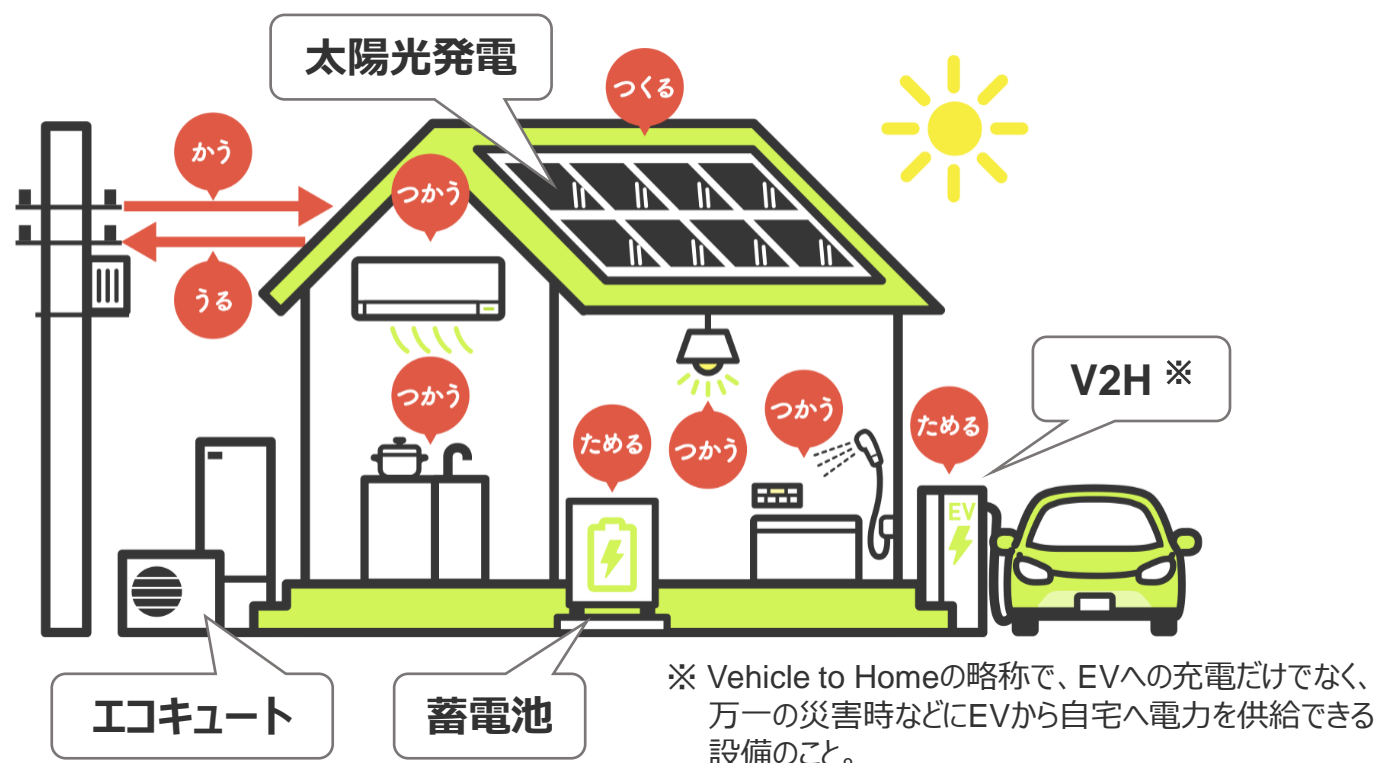 太陽光発電
つくる
かう
つかう
うる
V2H ※
つかう
つかう
ためる
つかう
ためる
EV
エコキュート
蓄電池
※ Vehicle to Homeの略称で、EVへの充電だけでなく、
万一の災害時などにEVから自宅へ電力を供給できる
設備のこと。